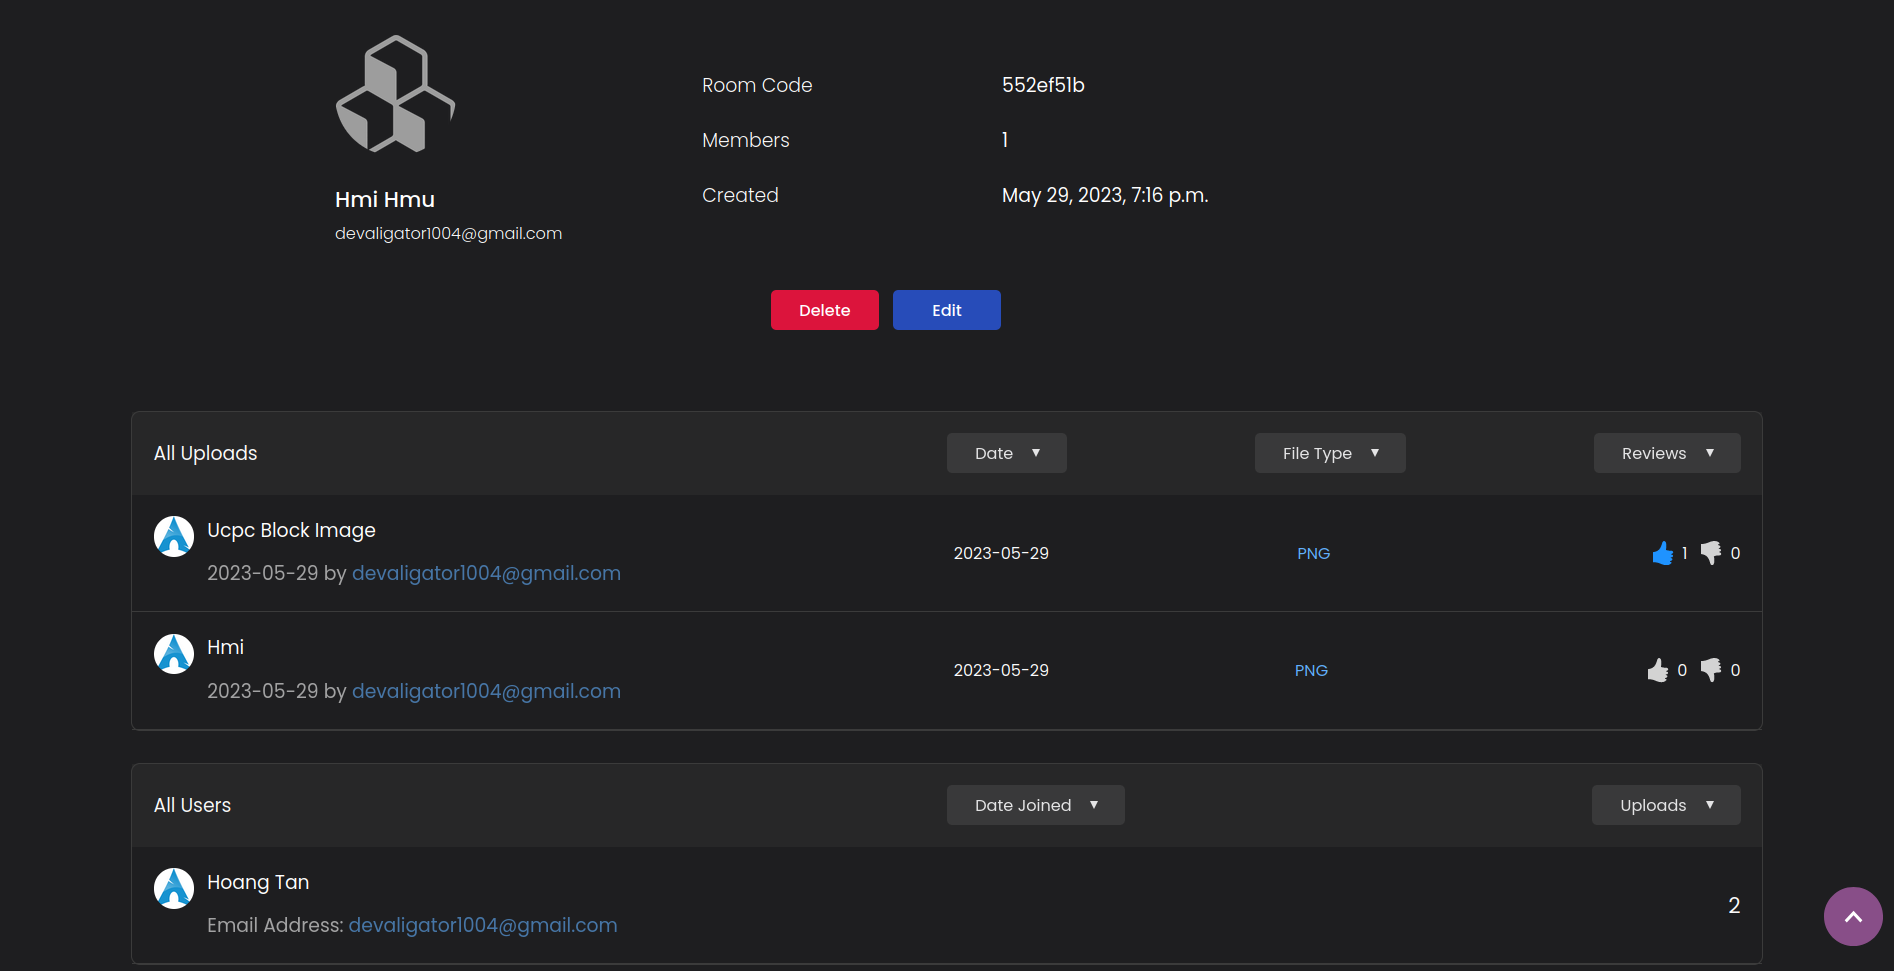 Room Code 552ef51b
Members 1
Created May 29, 2023, 7:16 p.m.
Hmi Hmu
devaligator1004@gmail.com
Delete Edit
All Uploads Date ▼ File Type ▼ Reviews ▼
Ucpc Block Image
2023-05-29 by devaligator1004@gmail.com
2023-05-29 PNG 1 0
Hmi
2023-05-29 by devaligator1004@gmail.com
2023-05-29 PNG 0 0
All Users Date Joined ▼ Uploads ▼
Hoang Tan
Email Address: devaligator1004@gmail.com
2